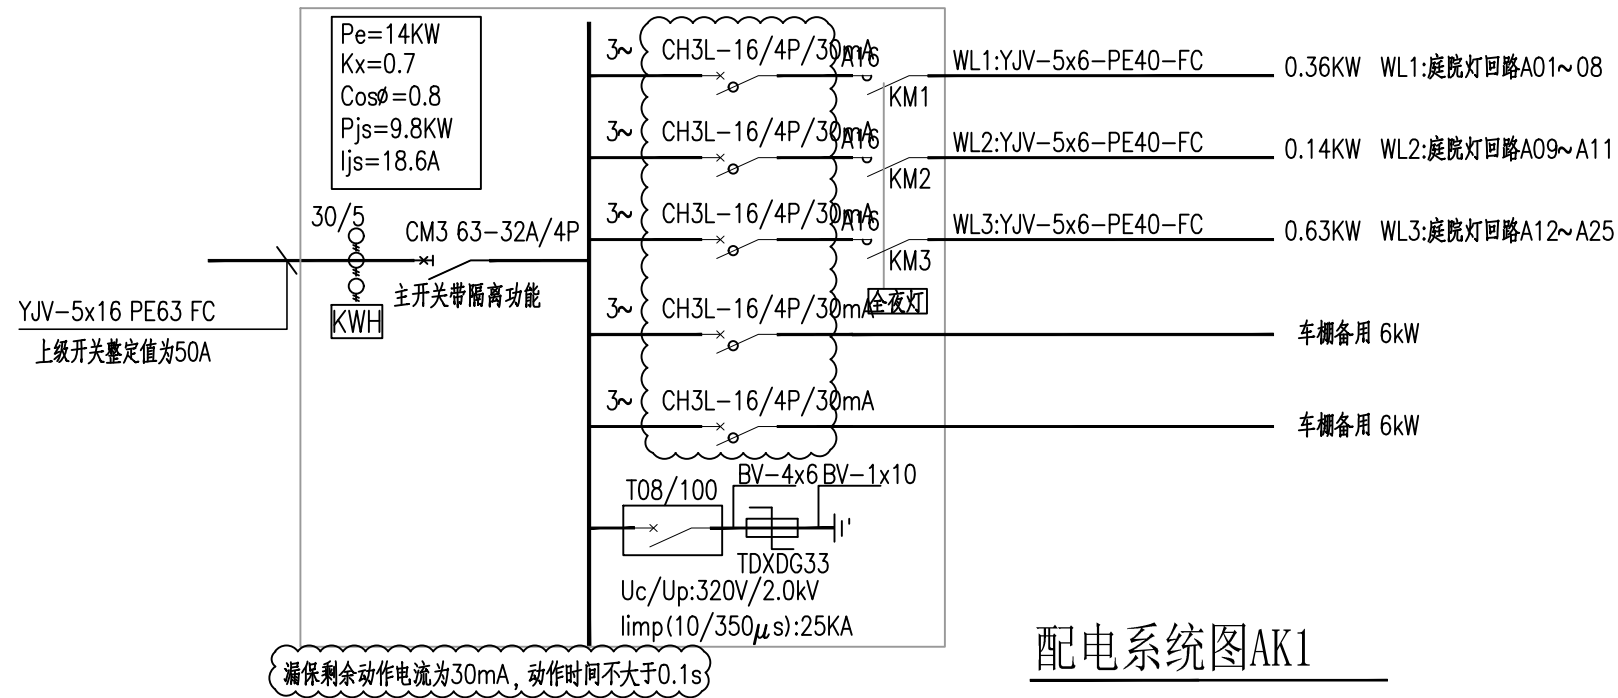 Pe=14KW
Kx=0.7
Cosø=0.8
Pjs=9.8KW
Ijs=18.6A
3~ CH3L-16/4P/30mA A16 KM1 WL1:YJV-5x6-PE40-FC 0.36KW WL1:庭院灯回路A01~08
3~ CH3L-16/4P/30mA A16 KM2 WL2:YJV-5x6-PE40-FC 0.14KW WL2:庭院灯回路A09~A11
3~ CH3L-16/4P/30mA A16 KM3 WL3:YJV-5x6-PE40-FC 0.63KW WL3:庭院灯回路A12~A25
全夜灯
30/5
CM3 63-32A/4P
主开关带隔离功能
KWH
YJV-5x16 PE63 FC
上级开关整定值为50A
3~ CH3L-16/4P/30mA 车棚备用 6kW
3~ CH3L-16/4P/30mA 车棚备用 6kW
T08/100 BV-4x6 BV-1x10
TDXDG33
Uc/Up:320V/2.0kV
Iimp(10/350μs):25KA
漏保剩余动作电流为30mA,动作时间不大于0.1s
配电系统图AK1